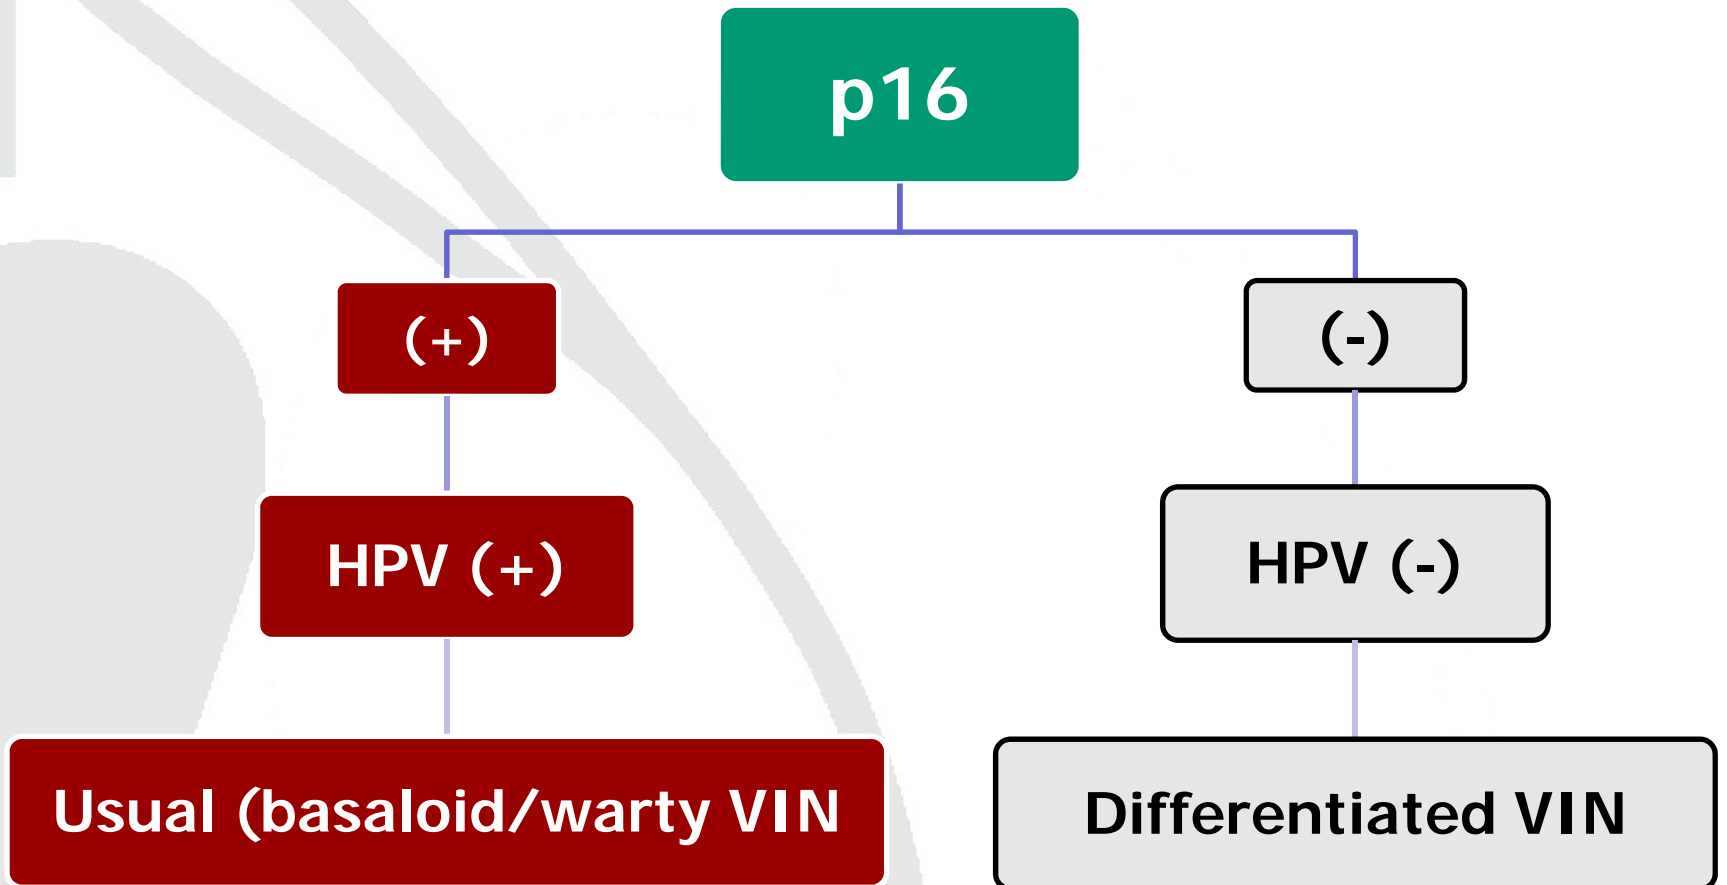 p16
(+)
(-)
HPV (+)
HPV (-)
Usual (basaloid/warty VIN
Differentiated VIN